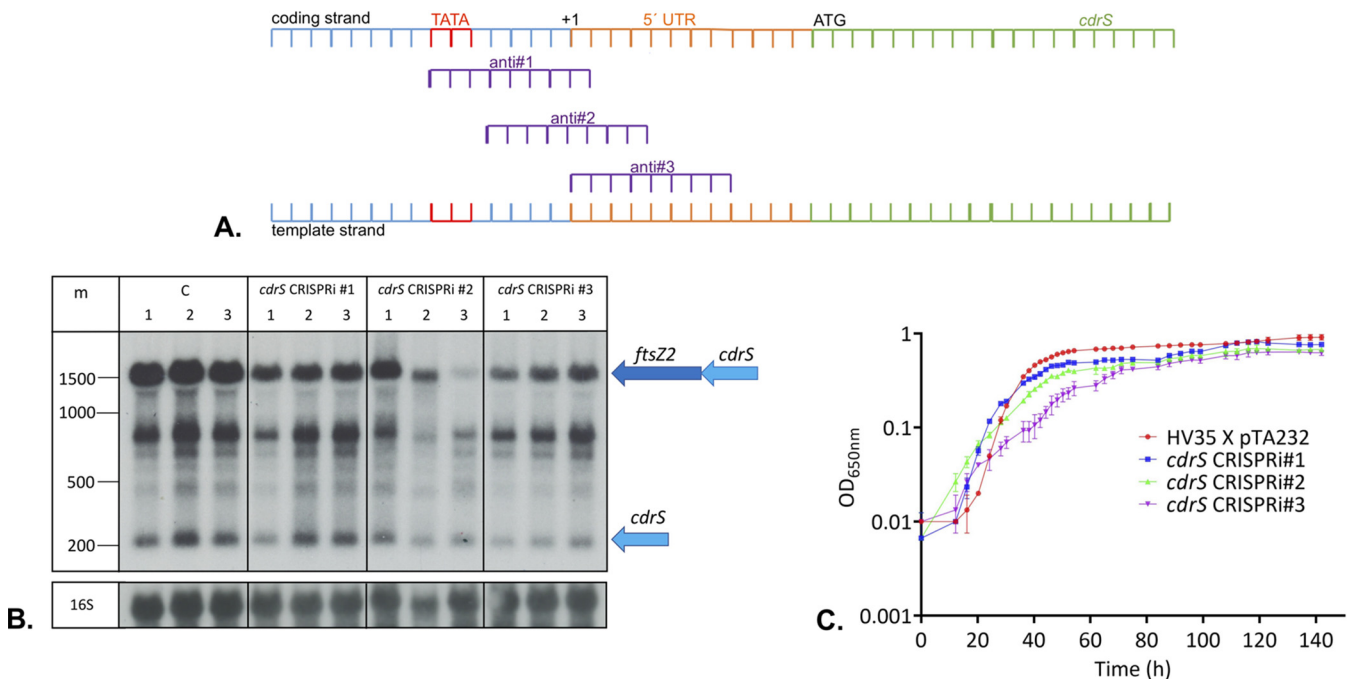 coding strand TATA +1 5´ UTR ATG cdrS
anti#1
anti#2
anti#3
A.
template strand
m C cdrS CRISPRi #1 cdrS CRISPRi #2 cdrS CRISPRi #3
1 2 3 1 2 3 1 2 3 1 2 3
ftsZ2 cdrS
1500
1000
500
cdrS
200
16S
B.
1
0.1
0.01
0.001
OD650nm
HV35 X pTA232
cdrS CRISPRi#1
cdrS CRISPRi#2
cdrS CRISPRi#3
0 20 40 60 80 100 120 140
Time (h)
C.